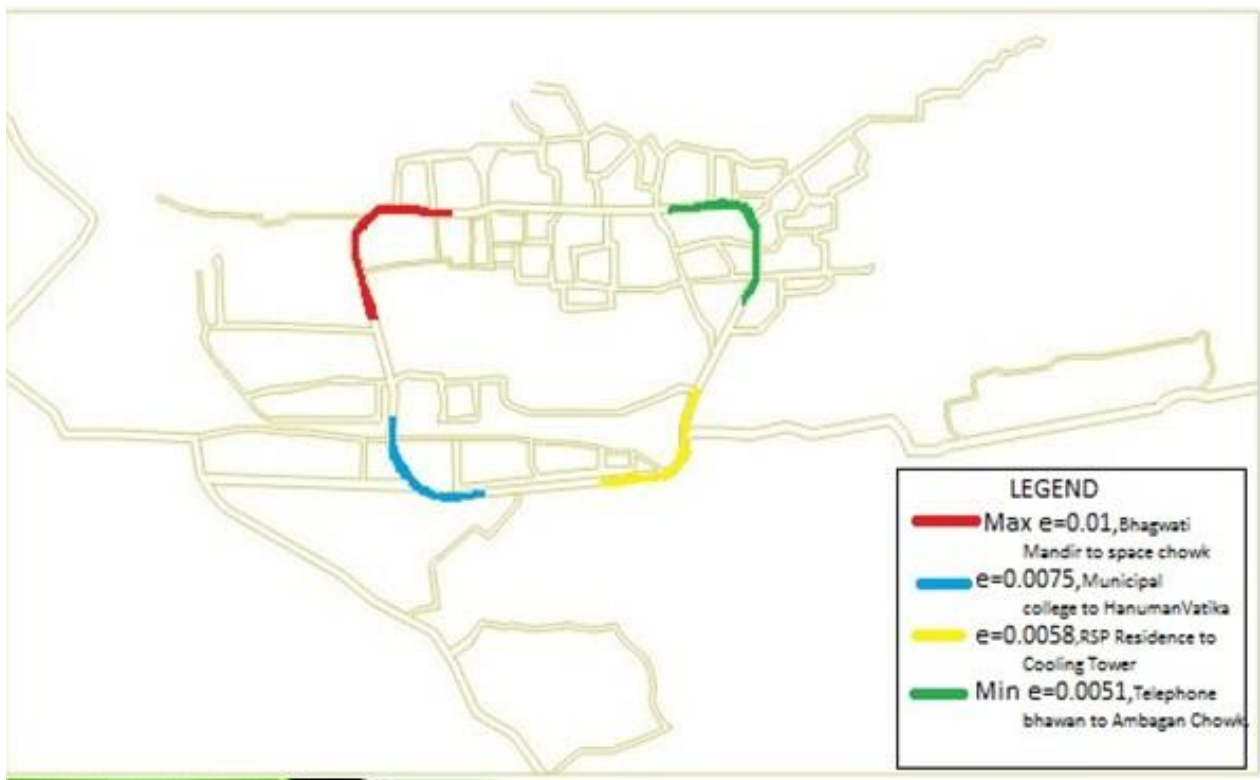 LEGEND
Max e=0.01,Bhagwati
Mandir to space chowk
e=0.0075,Municipal
college to HanumanVatika
e=0.0058,RSP Residence to
Cooling Tower
Min e=0.0051,Telephone
bhawan to Ambagan Chowk.